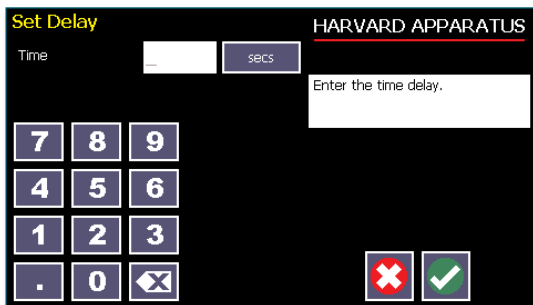 Set Delay
HARVARD APPARATUS
Time
_
secs
Enter the time delay.
7 8 9
4 5 6
1 2 3
. 0